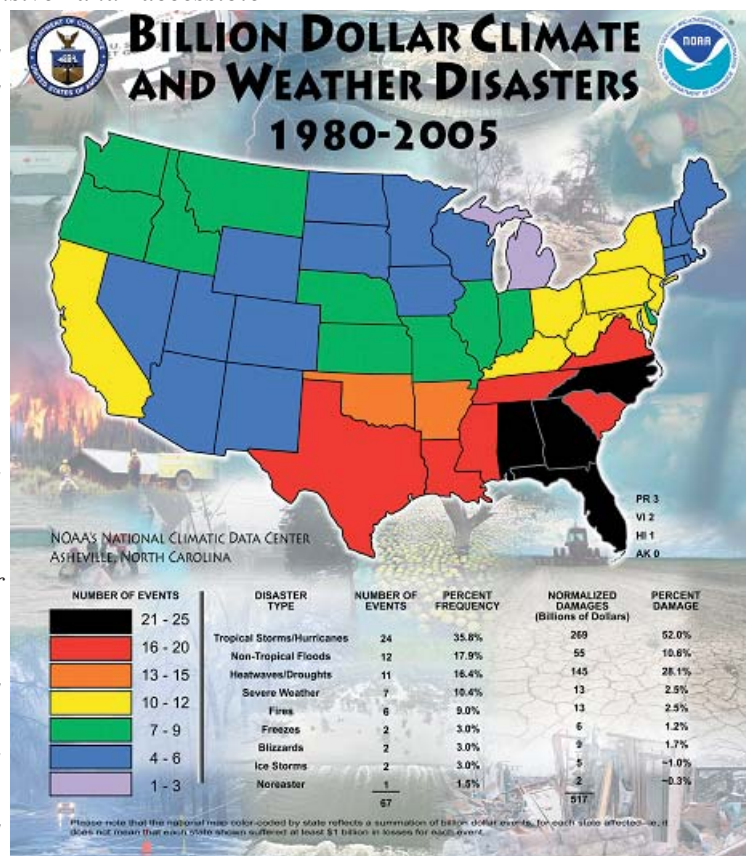 BILLION DOLLAR CLIMATE
AND WEATHER DISASTERS
1980-2005
NOAA
PR 3
VI 2
HI 1
AK 0
NOAA's NATIONAL CLIMATIC DATA CENTER
ASHEVILLE, NORTH CAROLINA
NUMBER OF EVENTS
21 - 25
16 - 20
13 - 15
10 - 12
7 - 9
4 - 6
1 - 3
DISASTER TYPE NUMBER OF EVENTS PERCENT FREQUENCY NORMALIZED DAMAGES (Billions of Dollars) PERCENT DAMAGE
Tropical Storms/Hurricanes 24 35.8% 269 52.0%
Non-Tropical Floods 12 17.9% 55 10.6%
Heatwaves/Droughts 11 16.4% 145 28.1%
Severe Weather 7 10.4% 13 2.5%
Fires 6 9.0% 13 2.5%
Freezes 2 3.0% 6 1.2%
Blizzards 2 3.0% 9 1.7%
Ice Storms 2 3.0% 5 ~1.0%
Noreaster 1 1.5% 2 ~0.3%
67 517
Please note that the national map color-coded by state reflects a summation of billion dollar events, for each state affected--ie, it
does not mean that each state shown suffered at least $1 billion in losses for each event.